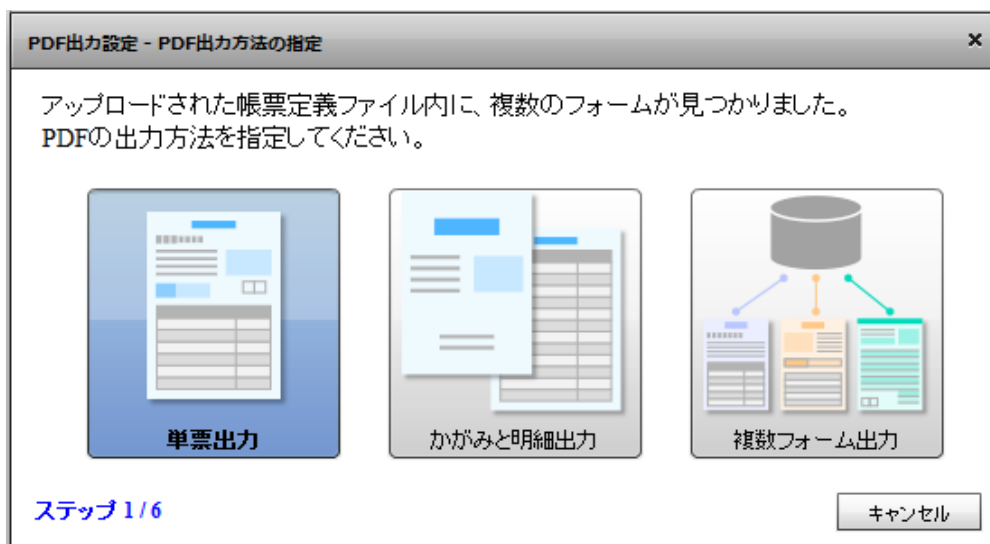 PDF出力設定 - PDF出力方法の指定
×
アップロードされた帳票定義ファイル内に、複数のフォームが見つかりました。
PDFの出力方法を指定してください。
単票出力
かがみと明細出力
複数フォーム出力
ステップ 1 / 6
キャンセル